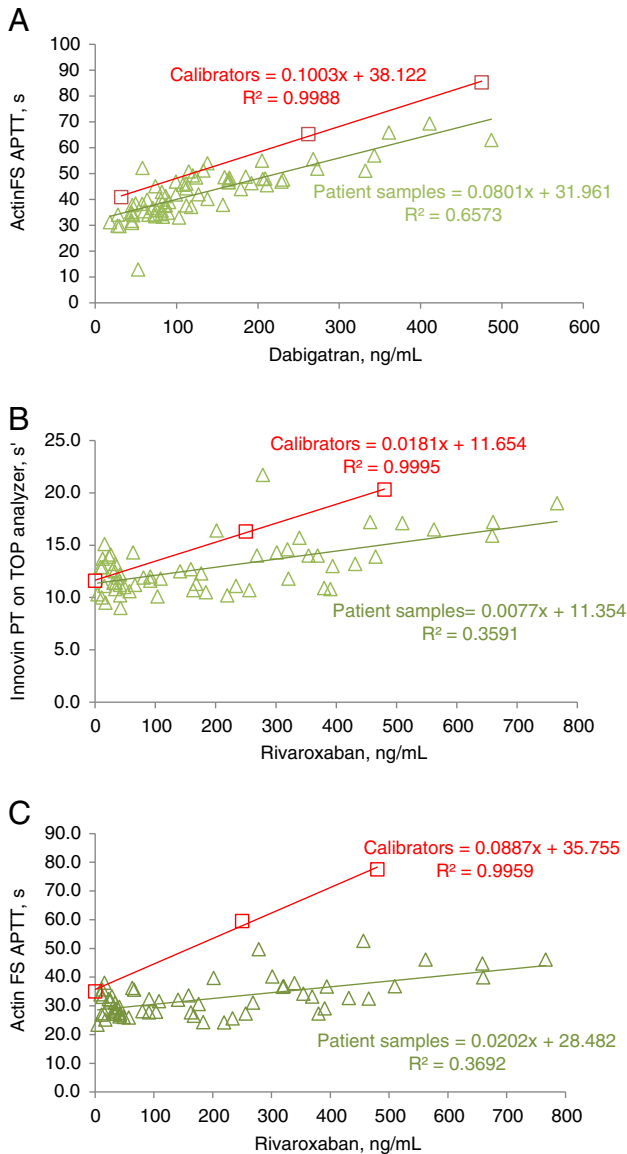 A
100
90
80
70
60
50
40
30
20
10
0
ActinFS APTT, s
Calibrators = 0.1003x + 38.122
R² = 0.9988
Patient samples = 0.0801x + 31.961
R² = 0.6573
0 100 200 300 400 500 600
Dabigatran, ng/mL
B
25.0
20.0
15.0
10.0
5.0
0.0
Innovin PT on TOP analyzer, s'
Calibrators = 0.0181x + 11.654
R² = 0.9995
Patient samples= 0.0077x + 11.354
R² = 0.3591
0 100 200 300 400 500 600 700 800
Rivaroxaban, ng/mL
C
90.0
80.0
70.0
60.0
50.0
40.0
30.0
20.0
10.0
0.0
Actin FS APTT, s
Calibrators = 0.0887x + 35.755
R² = 0.9959
Patient samples = 0.0202x + 28.482
R² = 0.3692
0 100 200 300 400 500 600 700 800
Rivaroxaban, ng/mL